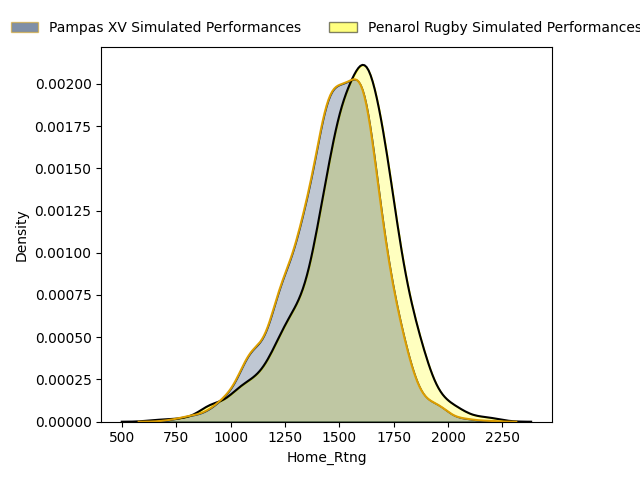 Pampas XV Simulated Performances
Penarol Rugby Simulated Performances
Density
0.00200
0.00175
0.00150
0.00125
0.00100
0.00075
0.00050
0.00025
0.00000
500 750 1000 1250 1500 1750 2000 2250
Home_Rtng